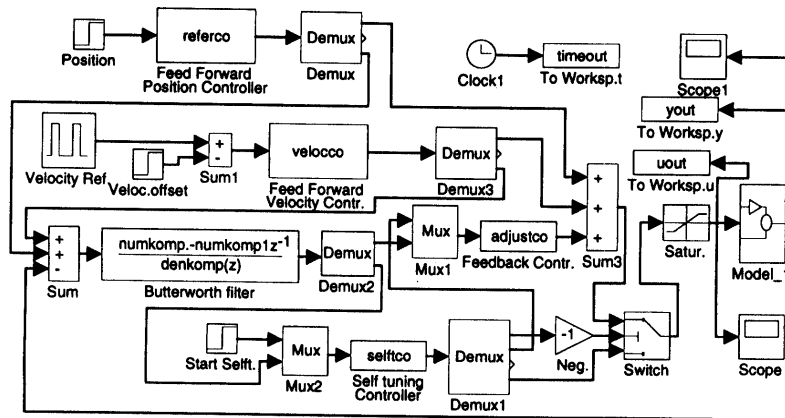 referco
Demux
Position
Feed Forward
Position Controller
Demux
timeout
Clock1
To Worksp.t
Scope1
yout
To Worksp.y
Velocity Ref
+
-
Veloc.offset
Sum1
velocco
Feed Forward
Velocity Contr.
Demux
Demux3
uout
To Worksp.u
+
+
+
Sum3
+
+
-
Sum
numkomp.-numkomp1z⁻¹
denkomp(z)
Butterworth filter
Demux
Demux2
Mux
Mux1
adjustco
Feedback Contr.
Satur.
Model_1
Start Selft.
Mux
Mux2
selftco
Self tuning
Controller
Demux
Demux1
-1
Neg.
Switch
Scope